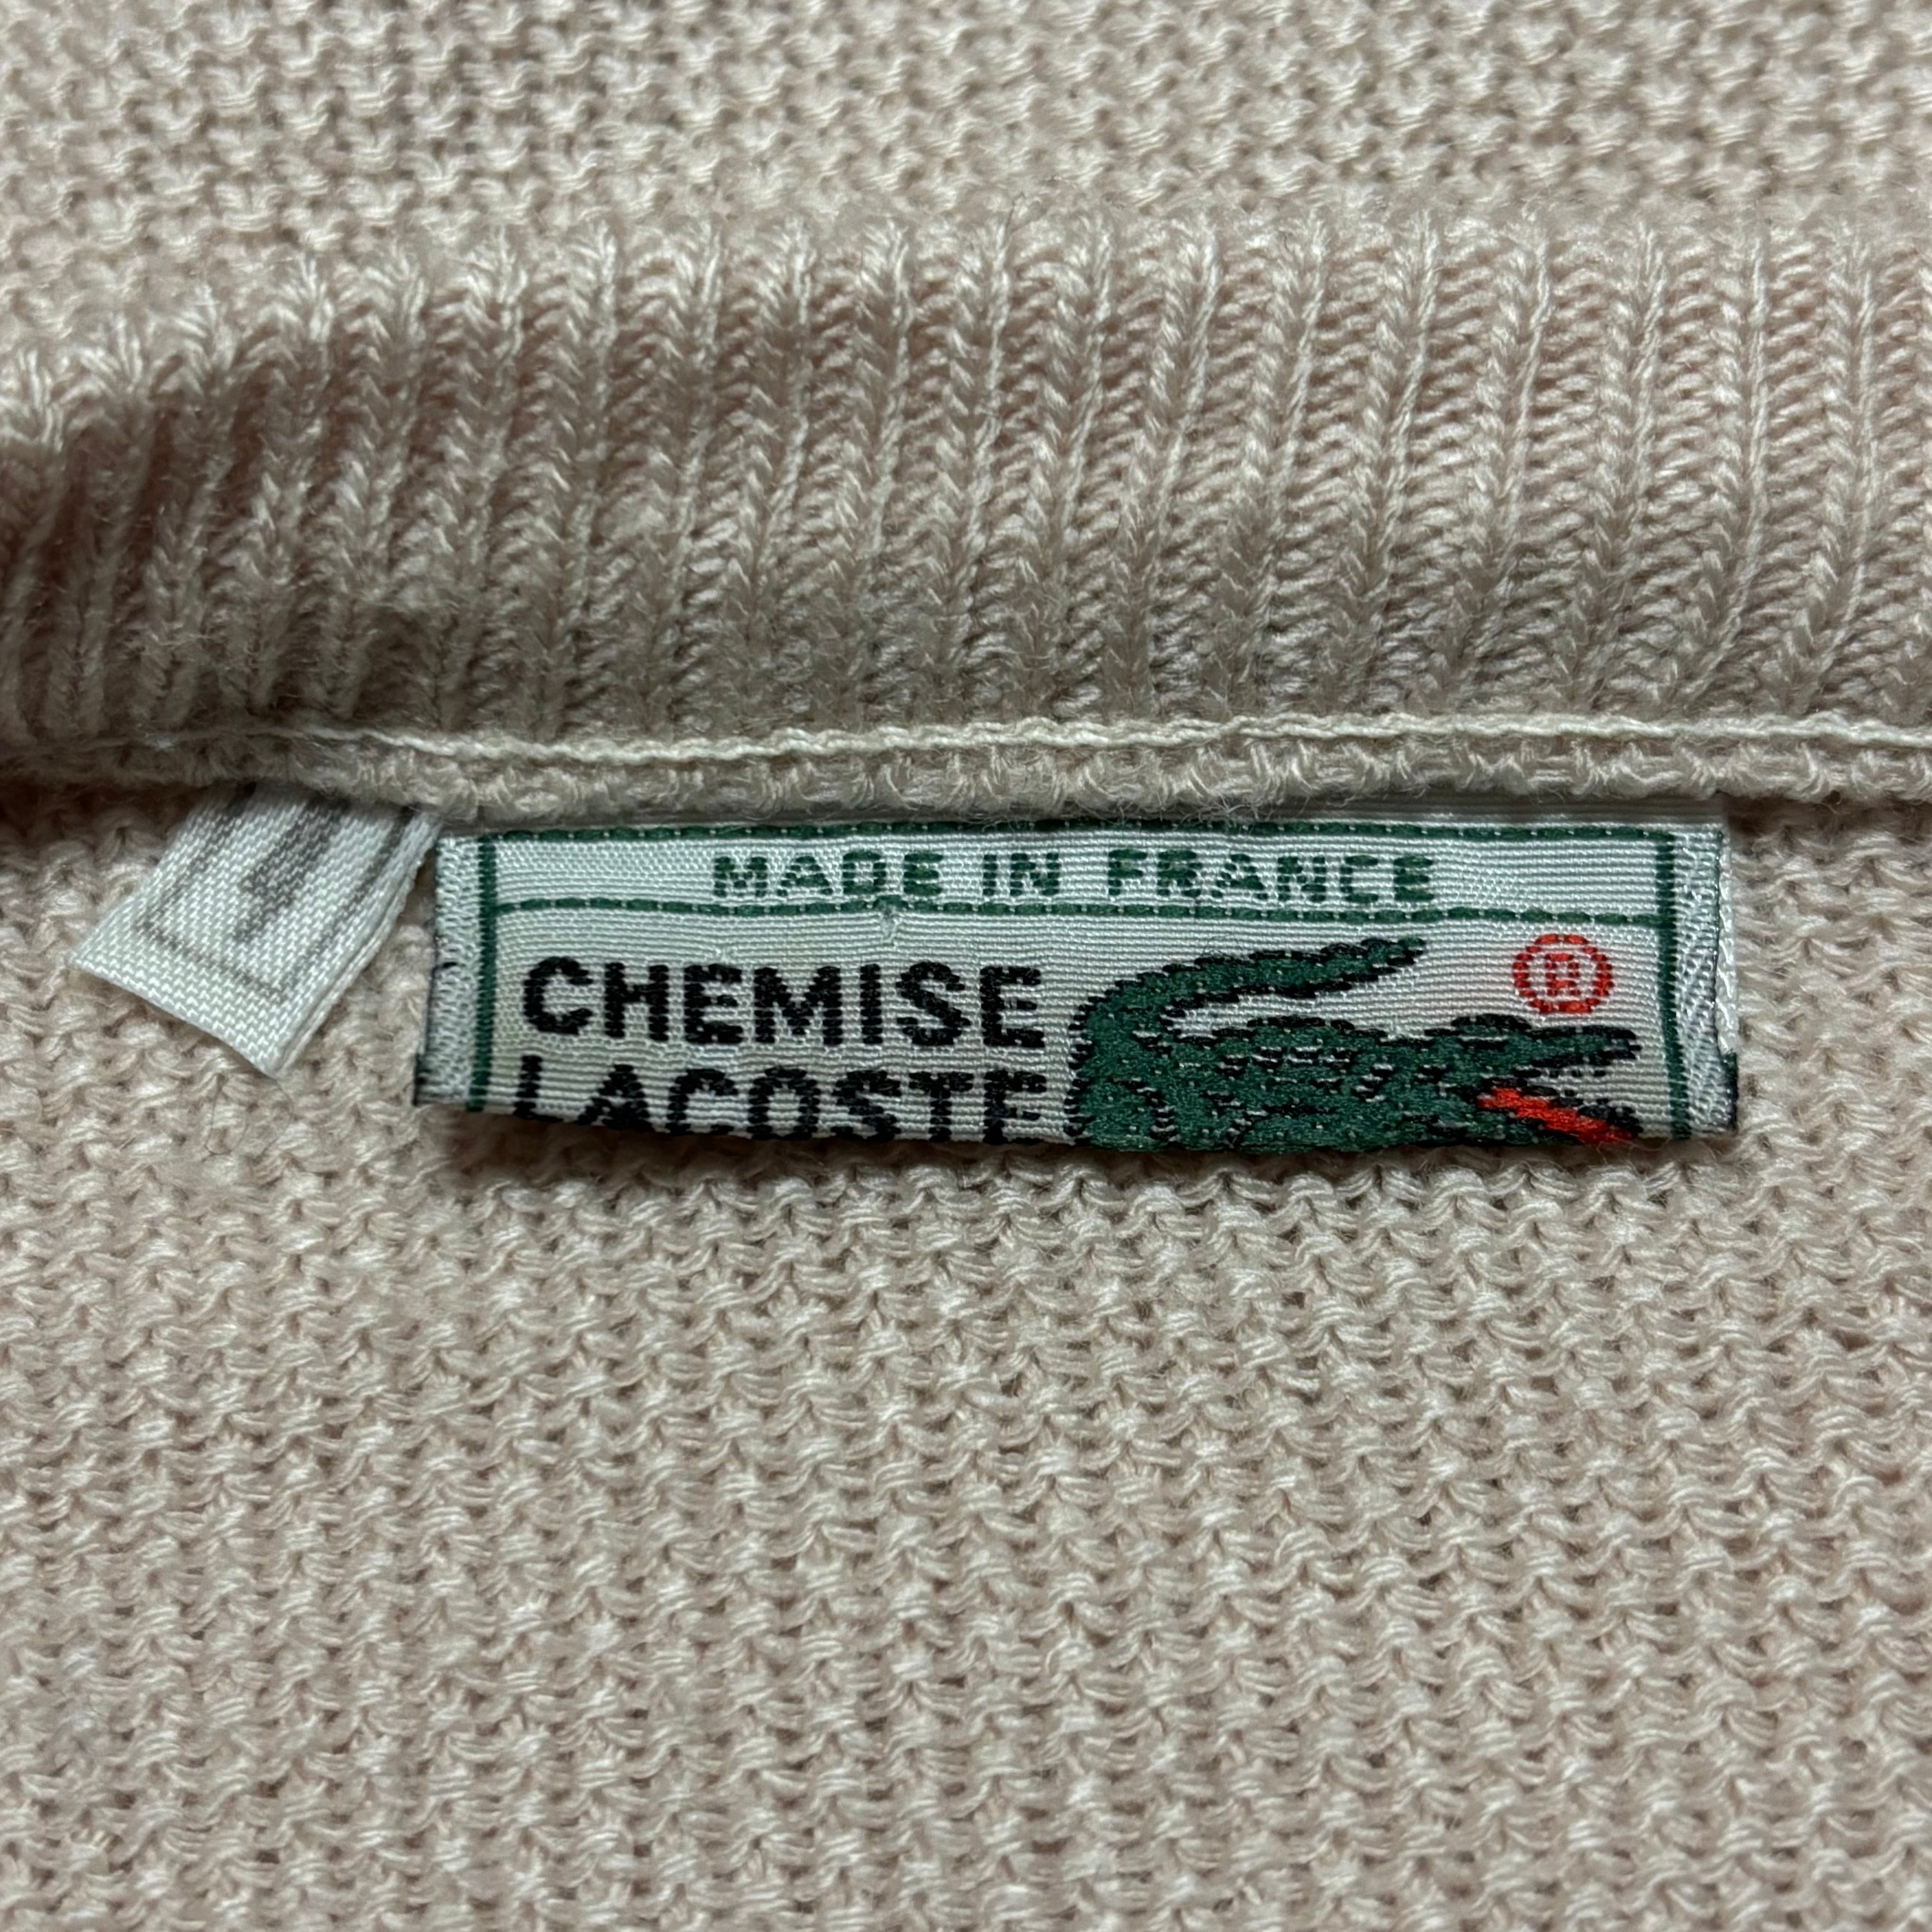 MADE IN FRANCE
CHEMISE
®
LACOSTE